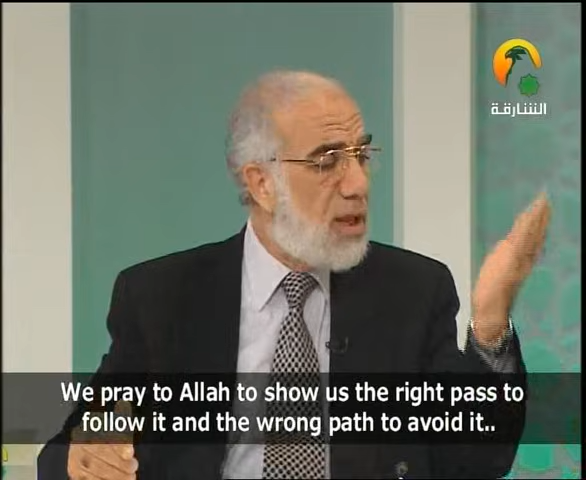 الشارقة
We pray to Allah to show us the right pass to
follow it and the wrong path to avoid it..